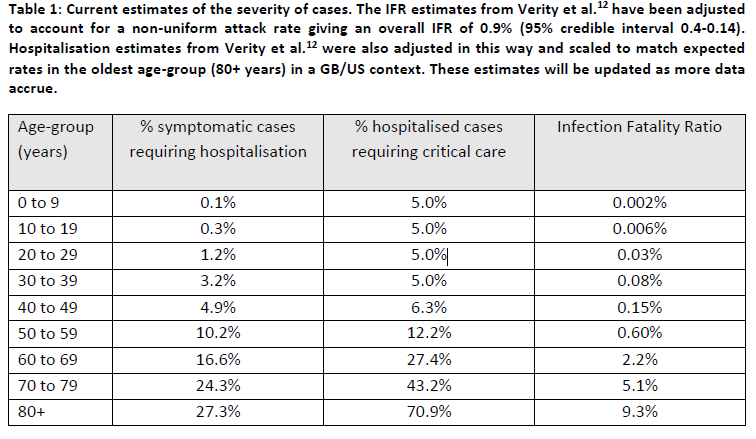 Table 1: Current estimates of the severity of cases. The IFR estimates from Verity et al.12 have been adjusted
to account for a non-uniform attack rate giving an overall IFR of 0.9% (95% credible interval 0.4-0.14).
Hospitalisation estimates from Verity et al.12 were also adjusted in this way and scaled to match expected
rates in the oldest age-group (80+ years) in a GB/US context. These estimates will be updated as more data
accrue.
Age-group % symptomatic cases % hospitalised cases Infection Fatality Ratio
(years) requiring hospitalisation requiring critical care
0 to 9 0.1% 5.0% 0.002%
10 to 19 0.3% 5.0% 0.006%
20 to 29 1.2% 5.0% 0.03%
30 to 39 3.2% 5.0% 0.08%
40 to 49 4.9% 6.3% 0.15%
50 to 59 10.2% 12.2% 0.60%
60 to 69 16.6% 27.4% 2.2%
70 to 79 24.3% 43.2% 5.1%
80+ 27.3% 70.9% 9.3%